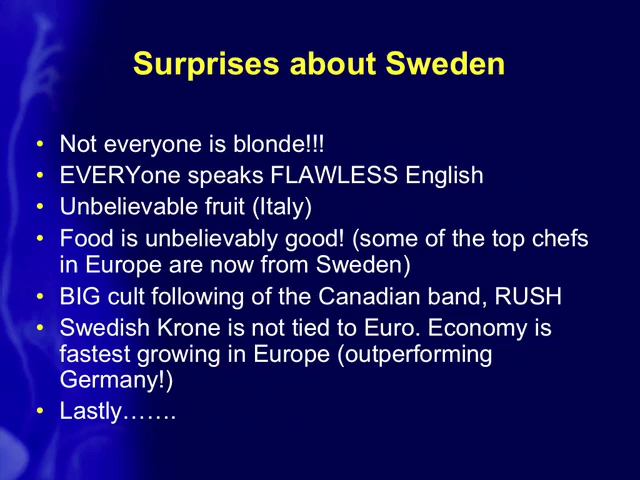 Surprises about Sweden
• Not everyone is blonde!!!
• EVERYone speaks FLAWLESS English
• Unbelievable fruit (Italy)
• Food is unbelievably good! (some of the top chefs
in Europe are now from Sweden)
• BIG cult following of the Canadian band, RUSH
• Swedish Krone is not tied to Euro. Economy is
fastest growing in Europe (outperforming
Germany!)
• Lastly…….